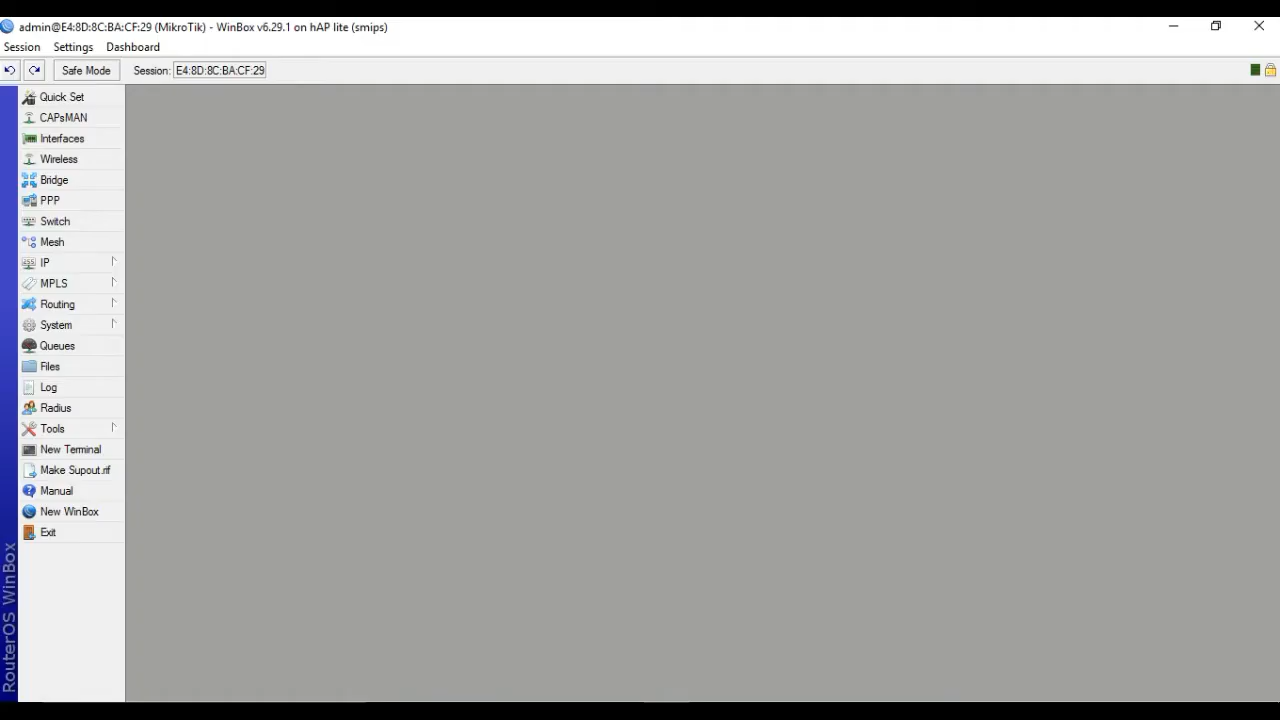 admin@E4:8D:8C:BA:CF:29 (MikroTik) - WinBox v6.29.1 on hAP lite (smips)
Session Settings Dashboard
Safe Mode Session: E4:8D:8C:BA:CF:29
Quick Set
CAPsMAN
Interfaces
Wireless
Bridge
PPP
Switch
Mesh
IP
MPLS
Routing
System
Queues
Files
Log
Radius
Tools
New Terminal
Make Supout.rif
Manual
New WinBox
Exit
RouterOS WinBox